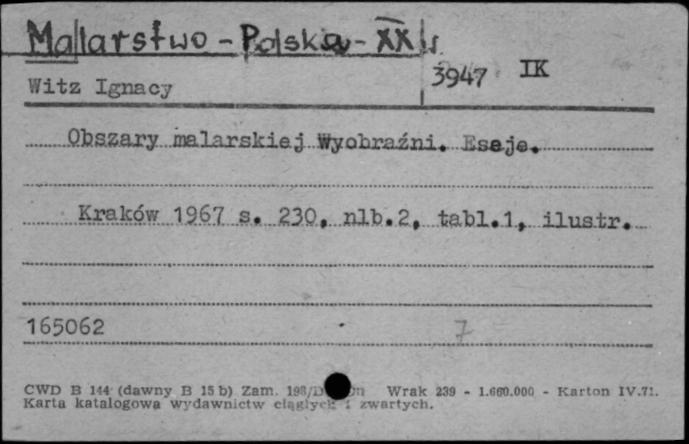 Malarstwo - Polska - XX w.
Witz Ignacy
3947 IK
Obszary malarskiej Wyobraźni. Eseje.
Kraków 1967 s. 230, nlb.2, tabl.1, ilustr.
165062
7
CWD B 144 (dawny B 15 b) Zam. Wrak 239 - 1.660.000 - Karton IV.71.
Karta katalogowa wydawnictw ciągłych i zwartych.